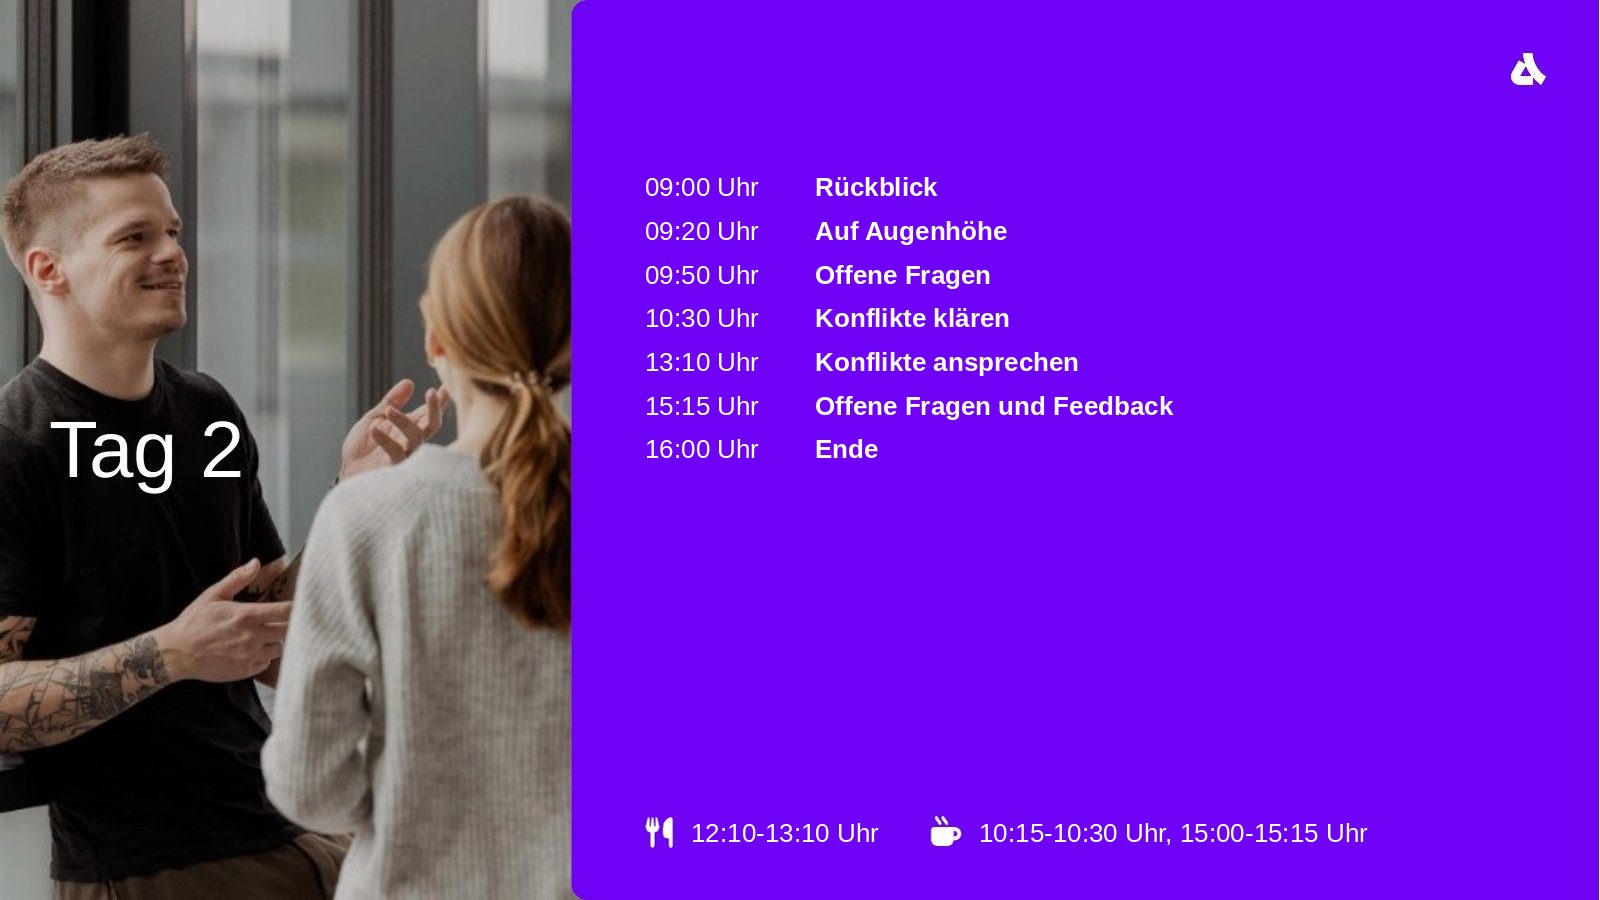 Tag 2
09:00 Uhr Rückblick
09:20 Uhr Auf Augenhöhe
09:50 Uhr Offene Fragen
10:30 Uhr Konflikte klären
13:10 Uhr Konflikte ansprechen
15:15 Uhr Offene Fragen und Feedback
16:00 Uhr Ende
12:10-13:10 Uhr 10:15-10:30 Uhr, 15:00-15:15 Uhr